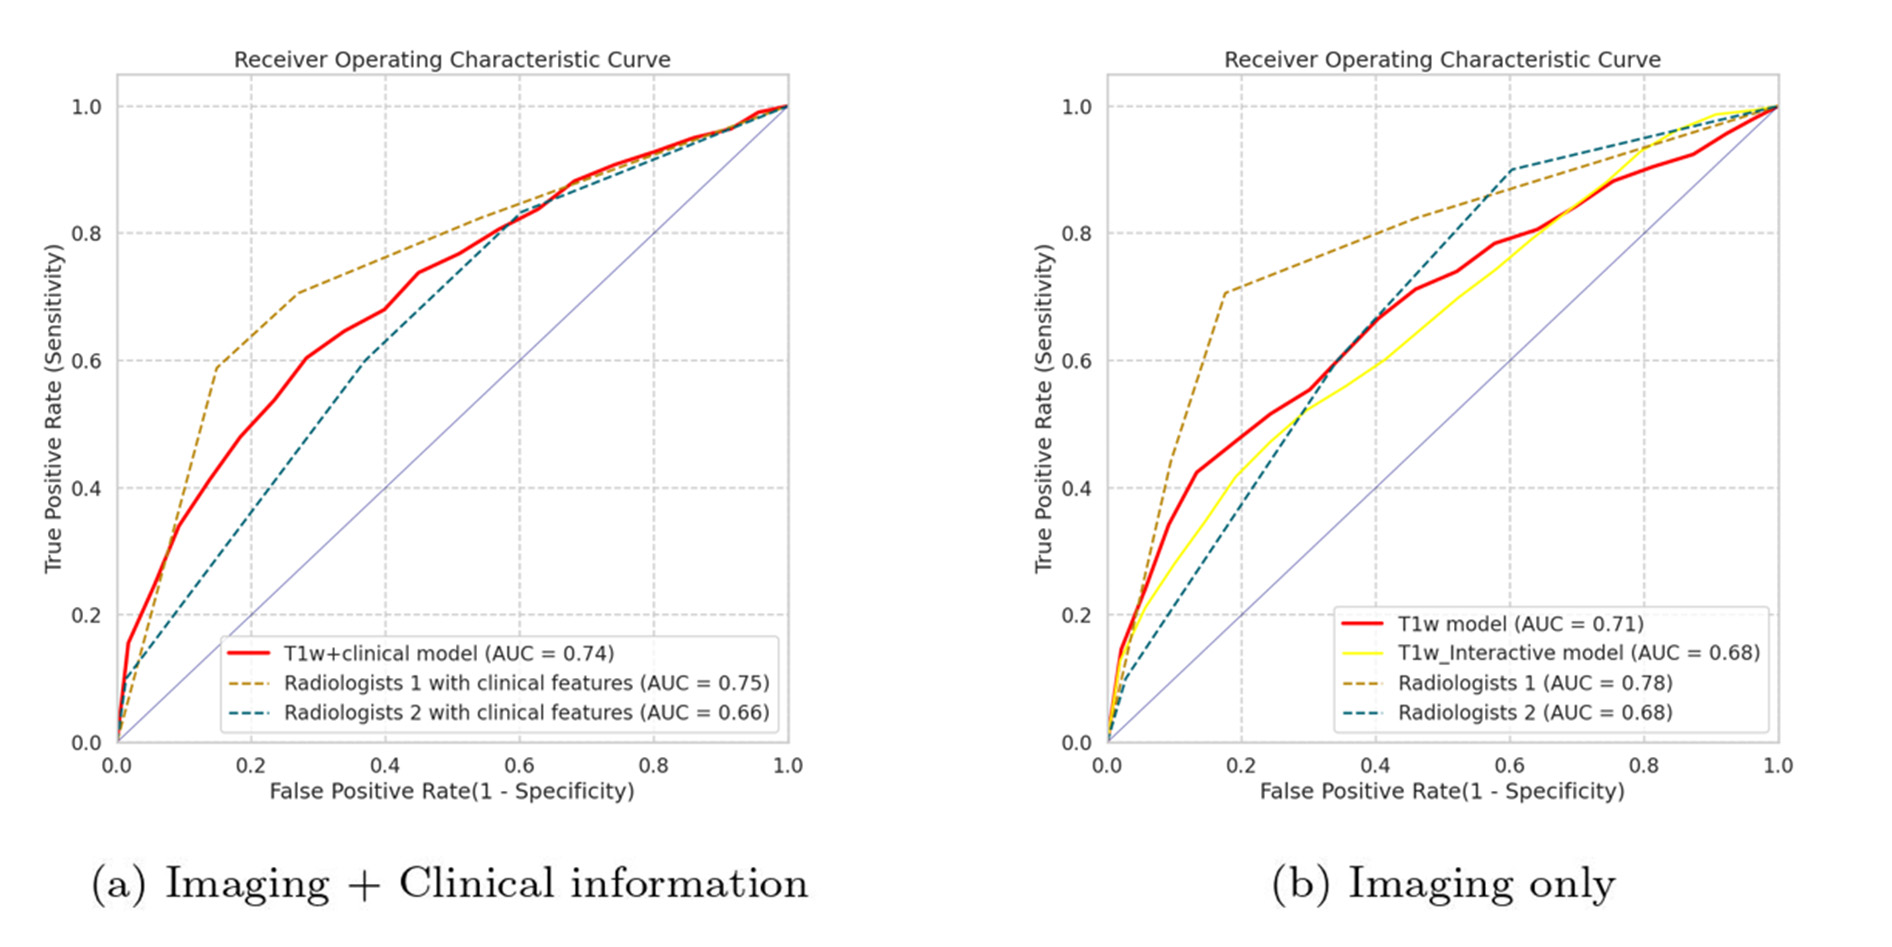 Receiver Operating Characteristic Curve
1.0
0.8
0.6
0.4
0.2
0.0
True Positive Rate (Sensitivity)
T1w+clinical model (AUC = 0.74)
Radiologists 1 with clinical features (AUC = 0.75)
Radiologists 2 with clinical features (AUC = 0.66)
0.0 0.2 0.4 0.6 0.8 1.0
False Positive Rate(1 - Specificity)
(a) Imaging + Clinical information
Receiver Operating Characteristic Curve
1.0
0.8
0.6
0.4
0.2
0.0
True Positive Rate (Sensitivity)
T1w model (AUC = 0.71)
T1w_Interactive model (AUC = 0.68)
Radiologists 1 (AUC = 0.78)
Radiologists 2 (AUC = 0.68)
0.0 0.2 0.4 0.6 0.8 1.0
False Positive Rate(1 - Specificity)
(b) Imaging only